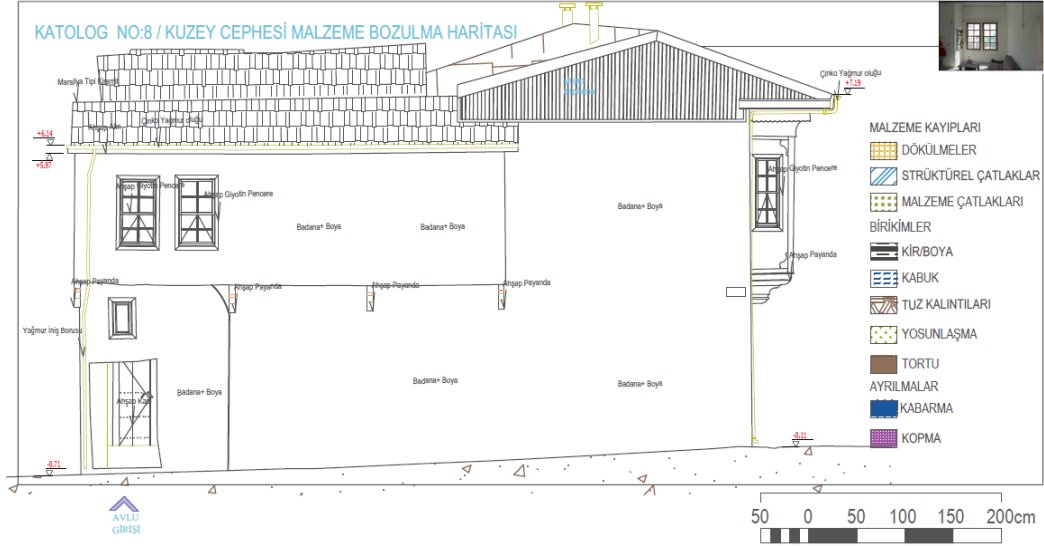 KATOLOG NO:8 / KUZEY CEPHESİ MALZEME BOZULMA HARİTASI
Marsilya Tipi Kiremit
Çinko Yağmur oluğu
+7.19
Ahşap Alın
Çinko Yağmur oluğu
+6.14
+5.97
Ahşap Giyotin Pencere
Ahşap Giyotin Pencere
Ahşap Giyotin Pencere
Badana+ Boya
Badana+ Boya
Badana+ Boya
Ahşap Payanda
Ahşap Payanda
Ahşap Payanda
Ahşap Payanda
Ahşap Payanda
Yağmur İniş Borusu
Badana+ Boya
Badana+ Boya
Badana+ Boya
Ahşap Kapı
-0.71
-0.11
AVLU
GİRİŞİ
MALZEME KAYIPLARI
DÖKÜLMELER
STRÜKTÜREL ÇATLAKLAR
MALZEME ÇATLAKLARI
BİRİKİMLER
KİR/BOYA
KABUK
TUZ KALINTILARI
YOSUNLAŞMA
TORTU
AYRILMALAR
KABARMA
KOPMA
50 0 50 100 150 200cm